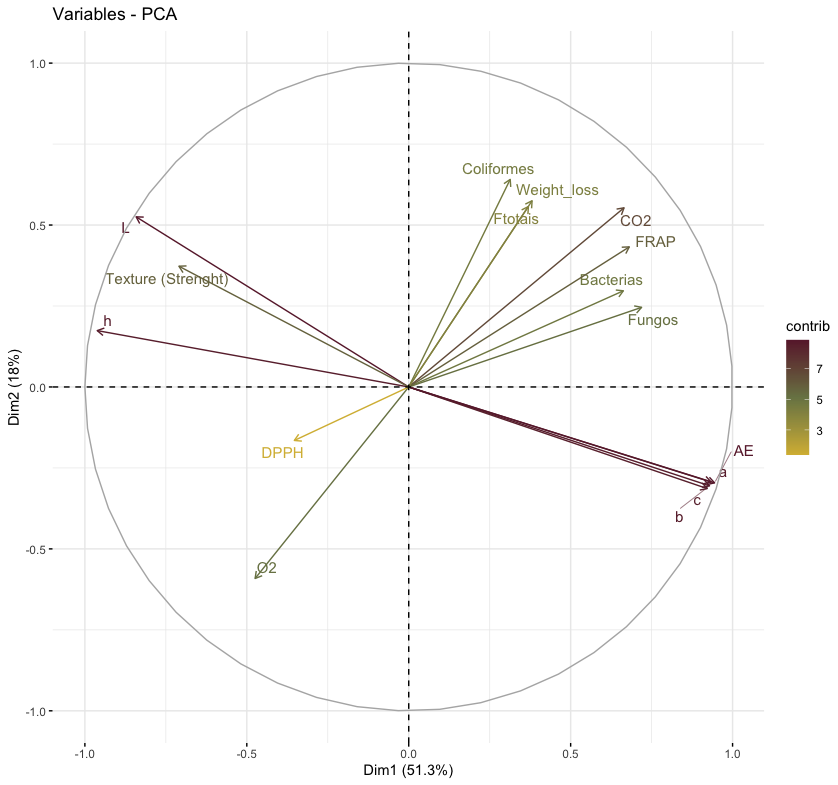 Variables - PCA
1.0
Coliformes
Weight_loss
Ftotais
CO2
0.5
L
FRAP
Texture (Strenght)
Bacterias
h
Fungos
contrib
7
5
3
0.0
DPPH
AE
a
c
b
-0.5
O2
-1.0
-1.0 -0.5 0.0 0.5 1.0
Dim1 (51.3%)
Dim2 (18%)